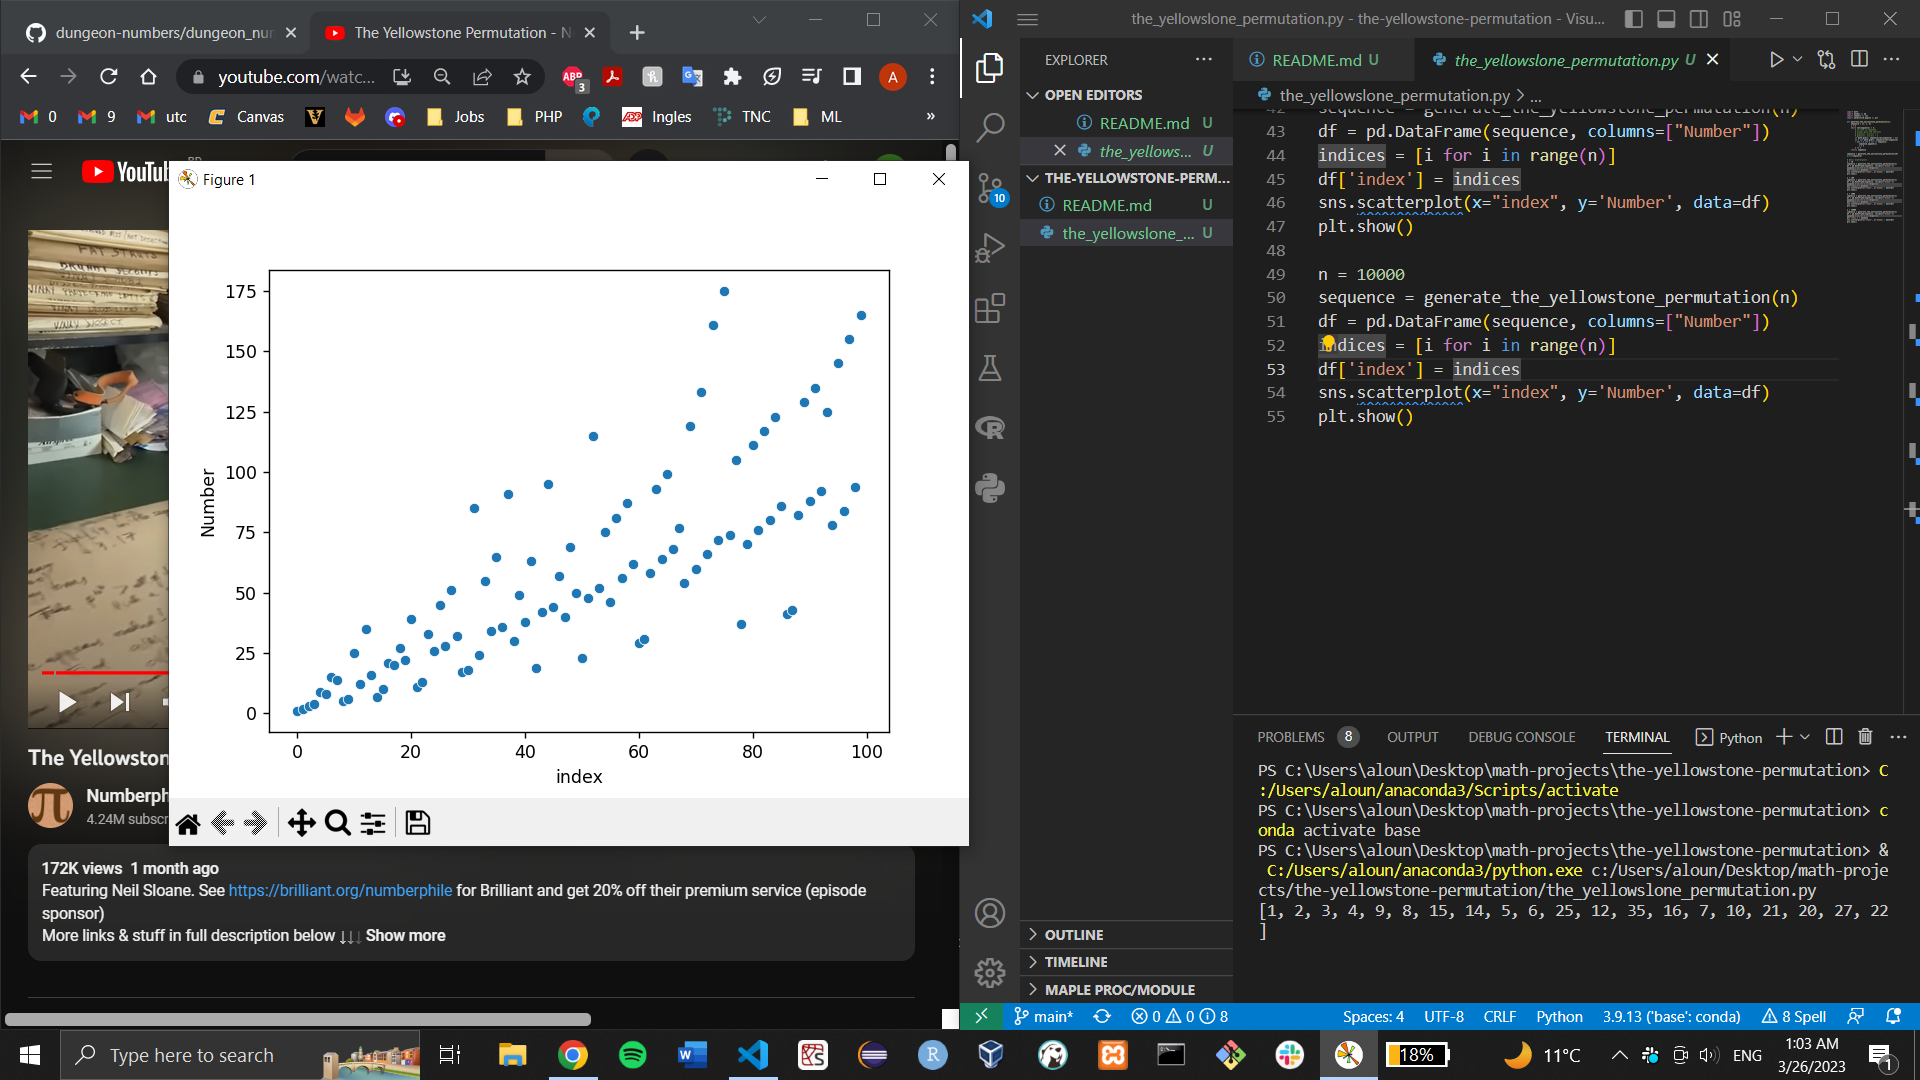 dungeon-numbers/dungeon_nur
The Yellowstone Permutation - N
youtube.com/watc...
ABP
3
A
0
9
utc
Canvas
Jobs
PHP
Ingles
TNC
ML
»
YouTub
Figure 1
175
150
125
100
75
50
25
0
Number
0 20 40 60 80 100
index
The Yellowston
Numberph
4.24M subscr
172K views 1 month ago
Featuring Neil Sloane. See https://brilliant.org/numberphile for Brilliant and get 20% off their premium service (episode
sponsor)
More links & stuff in full description below ↓↓↓ Show more
the_yellowslone_permutation.py - the-yellowstone-permutation - Visu...
EXPLORER
README.md U
the_yellowslone_permutation.py U
the_yellowslone_permutation.py > ...
OPEN EDITORS
README.md U
the_yellows... U
THE-YELLOWSTONE-PERM...
README.md U
the_yellowslone_... U
10
42 sequence = generate_the_yellowstone_permutation(n)
43 df = pd.DataFrame(sequence, columns=["Number"])
44 indices = [i for i in range(n)]
45 df['index'] = indices
46 sns.scatterplot(x="index", y='Number', data=df)
47 plt.show()
48
49 n = 10000
50 sequence = generate_the_yellowstone_permutation(n)
51 df = pd.DataFrame(sequence, columns=["Number"])
52 indices = [i for i in range(n)]
53 df['index'] = indices
54 sns.scatterplot(x="index", y='Number', data=df)
55 plt.show()
PROBLEMS 8 OUTPUT DEBUG CONSOLE TERMINAL Python
PS C:\Users\aloun\Desktop\math-projects\the-yellowstone-permutation> C
:/Users/aloun/anaconda3/Scripts/activate
PS C:\Users\aloun\Desktop\math-projects\the-yellowstone-permutation> c
onda activate base
PS C:\Users\aloun\Desktop\math-projects\the-yellowstone-permutation> &
C:/Users/aloun/anaconda3/python.exe c:/Users/aloun/Desktop/math-proje
cts/the-yellowstone-permutation/the_yellowslone_permutation.py
[1, 2, 3, 4, 9, 8, 15, 14, 5, 6, 25, 12, 35, 16, 7, 10, 21, 20, 27, 22
]
OUTLINE
TIMELINE
MAPLE PROC/MODULE
main* 0 0 8 Spaces: 4 UTF-8 CRLF Python 3.9.13 ('base': conda) 8 Spell
Type here to search
18%
11°C
ENG
1:03 AM
3/26/2023
1